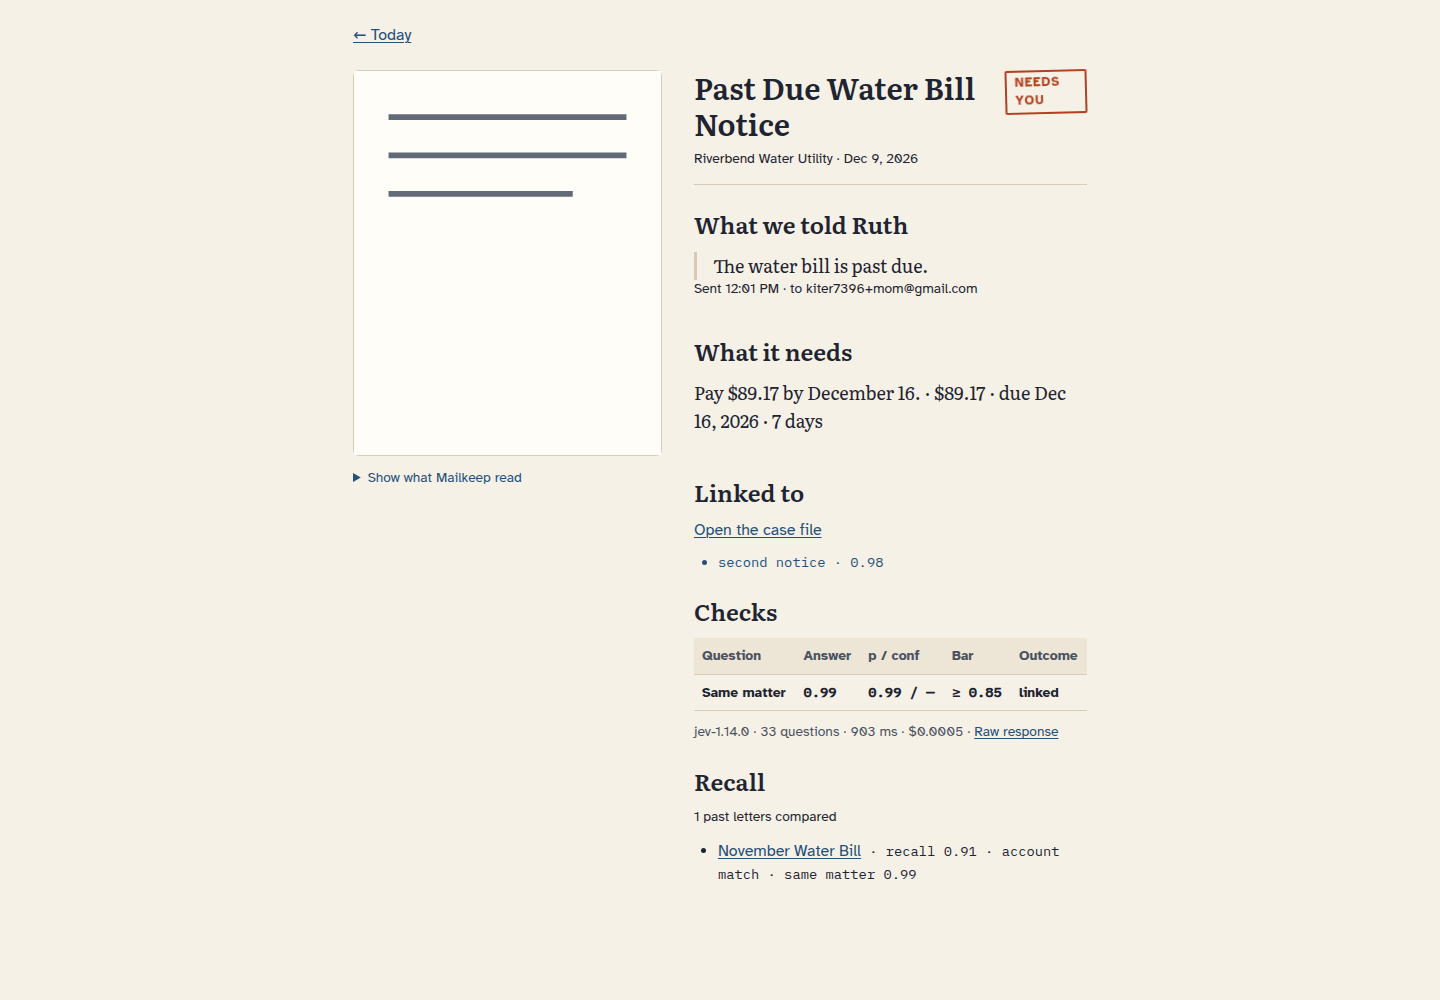 ← Today
Past Due Water Bill
Notice
NEEDS
YOU
Riverbend Water Utility · Dec 9, 2026
What we told Ruth
The water bill is past due.
Sent 12:01 PM · to kiter7396+mom@gmail.com
What it needs
Pay $89.17 by December 16. · $89.17 · due Dec
16, 2026 · 7 days
Show what Mailkeep read
Linked to
Open the case file
second notice · 0.98
Checks
Question Answer p / conf Bar Outcome
Same matter 0.99 0.99 / — ≥ 0.85 linked
jev-1.14.0 · 33 questions · 903 ms · $0.0005 · Raw response
Recall
1 past letters compared
November Water Bill · recall 0.91 · account
match · same matter 0.99